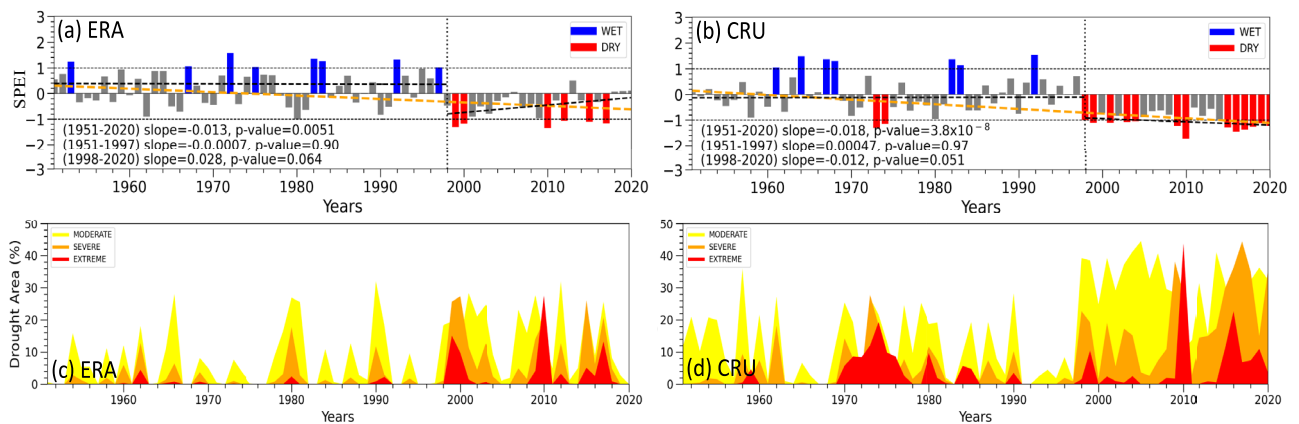 (a) ERA
WET
DRY
SPEI
3
2
1
0
−1
−2
−3
(1951-2020) slope=-0.013, p-value=0.0051
(1951-1997) slope=-0.0.0007, p-value=0.90
(1998-2020) slope=0.028, p-value=0.064
1960 1970 1980 1990 2000 2010 2020
Years
(b) CRU
WET
DRY
3
2
1
0
−1
−2
−3
(1951-2020) slope=-0.018, p-value=3.8x10⁻⁸
(1951-1997) slope=0.00047, p-value=0.97
(1998-2020) slope=-0.012, p-value=0.051
1960 1970 1980 1990 2000 2010 2020
Years
MODERATE
SEVERE
EXTREME
Drought Area (%)
50
40
30
20
10
0
(c) ERA
1960 1970 1980 1990 2000 2010 2020
Years
MODERATE
SEVERE
EXTREME
50
40
30
20
10
0
(d) CRU
1960 1970 1980 1990 2000 2010 2020
Years